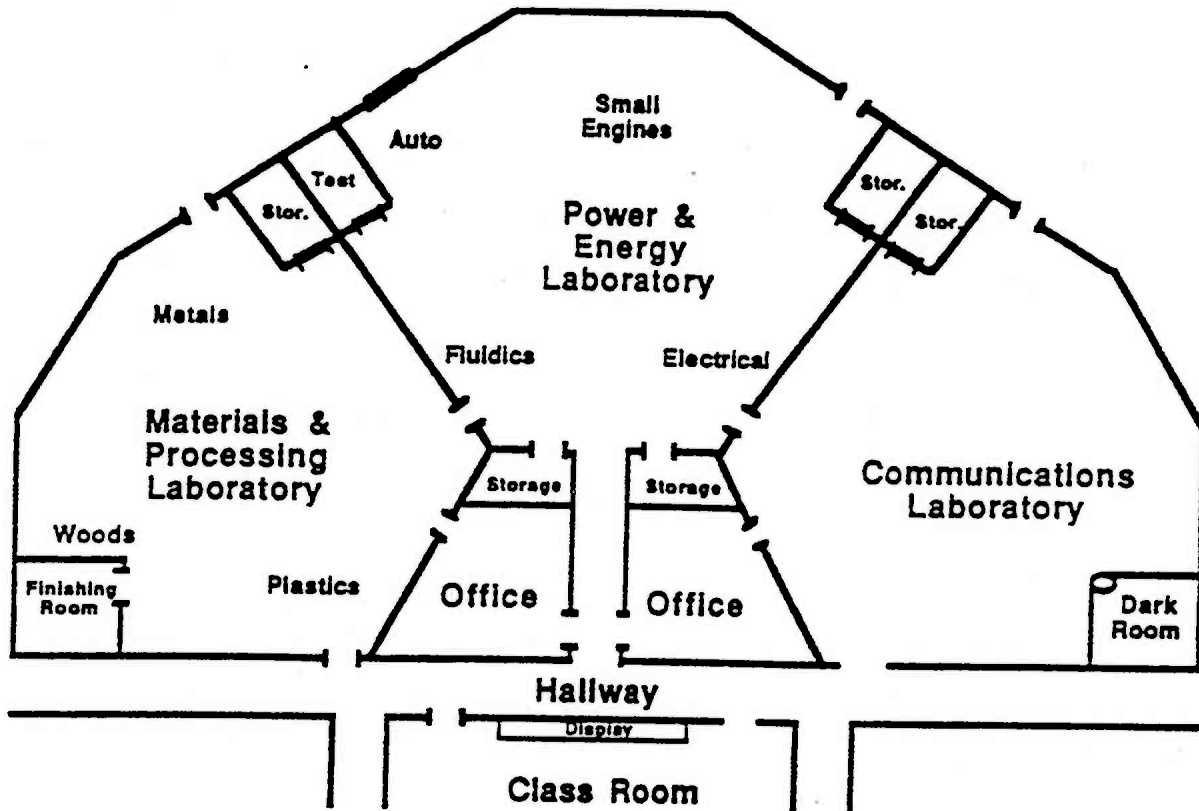 Small
Engines
Auto
Test
Stor.
Stor.
Stor.
Power &
Energy
Laboratory
Metals
Fluidics
Electrical
Materials &
Processing
Laboratory
Communications
Laboratory
Storage
Storage
Woods
Finishing
Room
Plastics
Office
Office
Dark
Room
Hallway
Display
Class Room